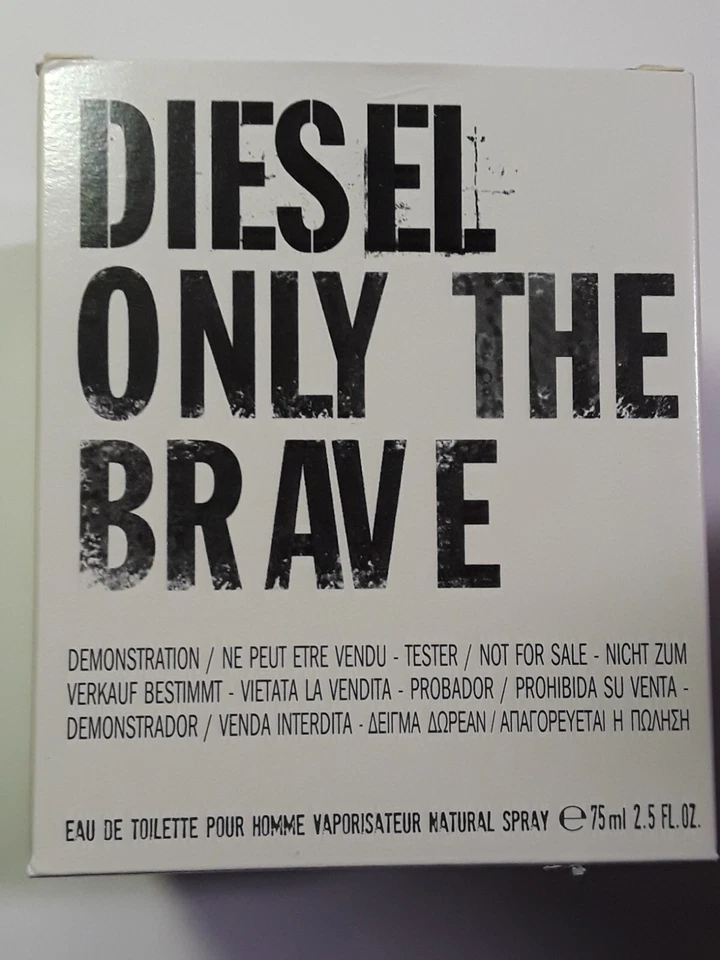 DIESEL
ONLY THE
BRAVE
DEMONSTRATION / NE PEUT ETRE VENDU - TESTER / NOT FOR SALE - NICHT ZUM
VERKAUF BESTIMMT - VIETATA LA VENDITA - PROBADOR / PROHIBIDA SU VENTA -
DEMONSTRADOR / VENDA INTERDITA - ΔΕΙΓΜΑ ΔΩΡΕΑΝ / ΑΠΑΓΟΡΕΥΕΤΑΙ Η ΠΩΛΗΣΗ
EAU DE TOILETTE POUR HOMME VAPORISATEUR NATURAL SPRAY ℮ 75 ml 2.5 FL.OZ.